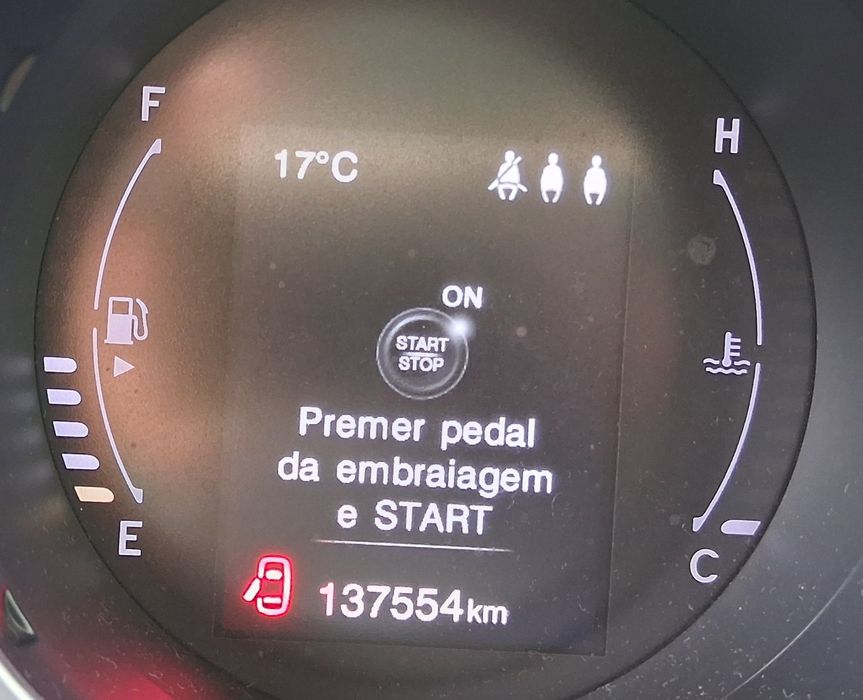 F
H
17°C
ON
START
STOP
Premer pedal
da embraiagem
e START
E
C
137554km